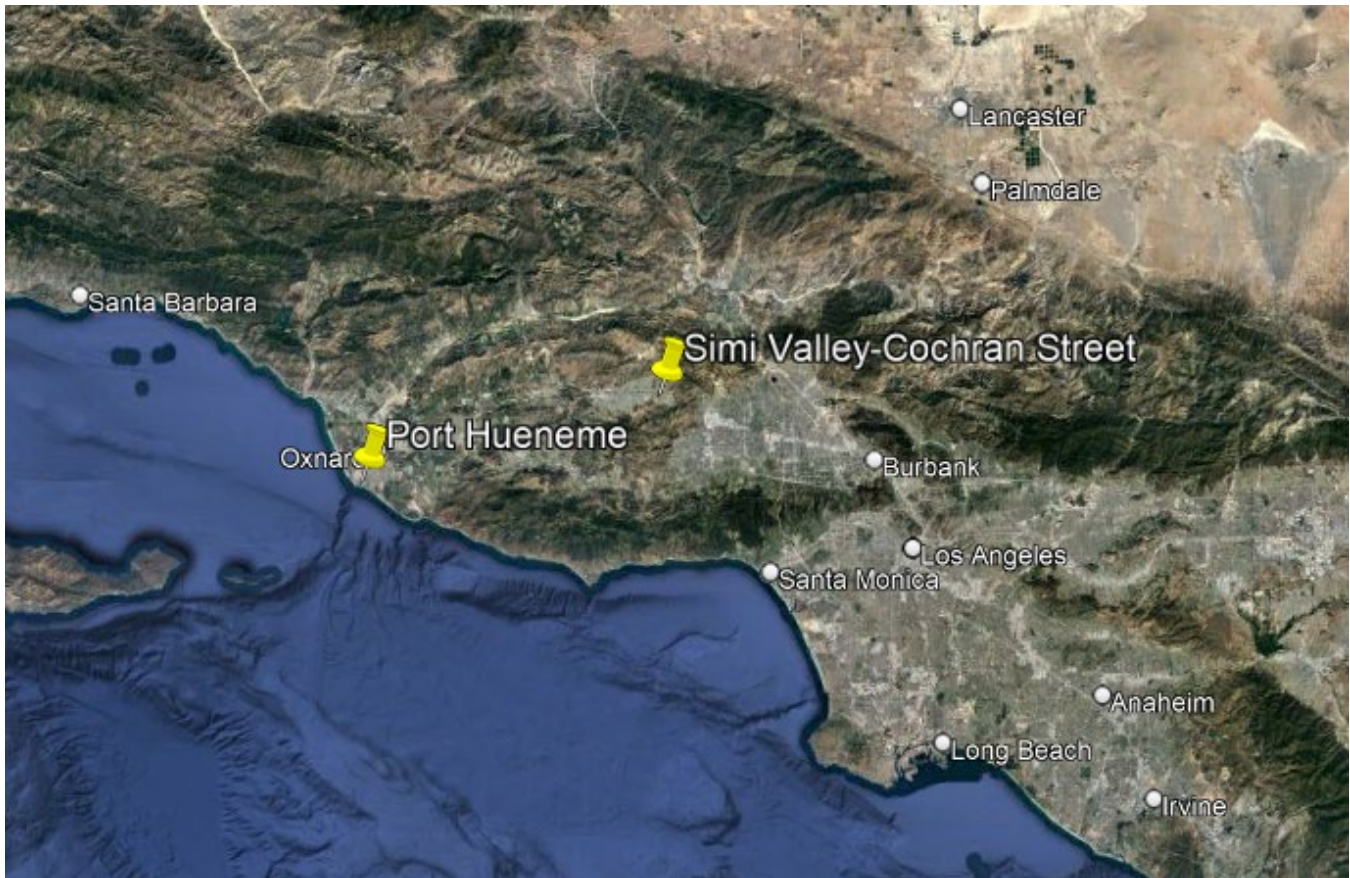 Lancaster
Palmdale
Santa Barbara
Simi Valley-Cochran Street
Port Hueneme
Oxnard
Burbank
Los Angeles
Santa Monica
Anaheim
Long Beach
Irvine